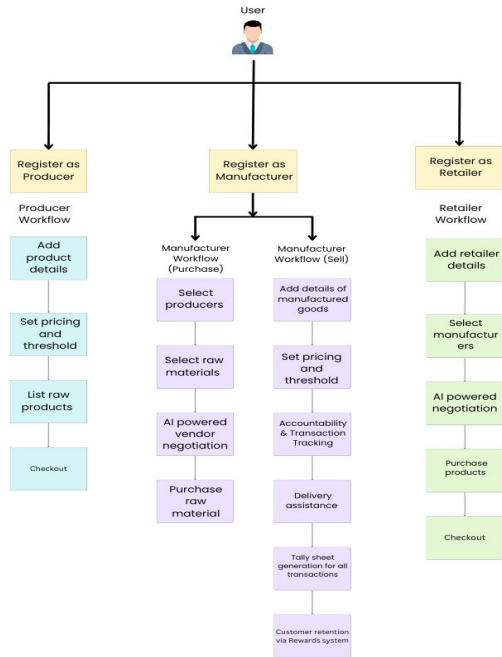 User
Register as
Producer
Register as
Manufacturer
Register as
Retailer
Producer
Workflow
Add
product
details
Set pricing
and
threshold
List raw
products
Checkout
Manufacturer
Workflow
(Purchase)
Select
producers
Select raw
materials
AI powered
vendor
negotiation
Purchase
raw
material
Manufacturer
Workflow (Sell)
Add details of
manufactured
goods
Set pricing
and
threshold
Accountability
& Transaction
Tracking
Delivery
assistance
Tally sheet
generation for all
transactions
Customer retention
via Rewards system
Retailer
Workflow
Add retailer
details
Select
manufactur
ers
AI powered
negotiation
Purchase
products
Checkout